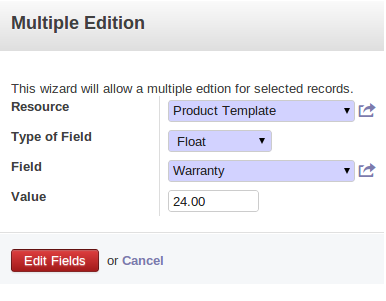 Multiple Edition
This wizard will allow a multiple edtion for selected records.
Resource Product Template
Type of Field Float
Field Warranty
Value 24.00
Edit Fields or Cancel